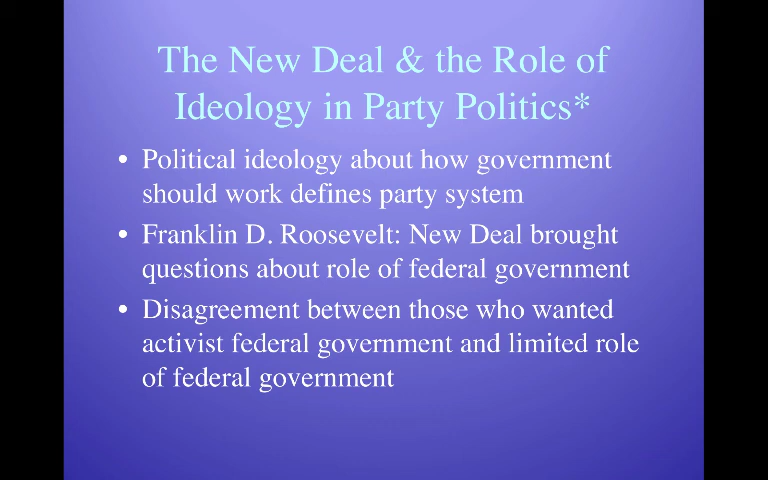 The New Deal & the Role of
Ideology in Party Politics*
• Political ideology about how government
should work defines party system
• Franklin D. Roosevelt: New Deal brought
questions about role of federal government
• Disagreement between those who wanted
activist federal government and limited role
of federal government